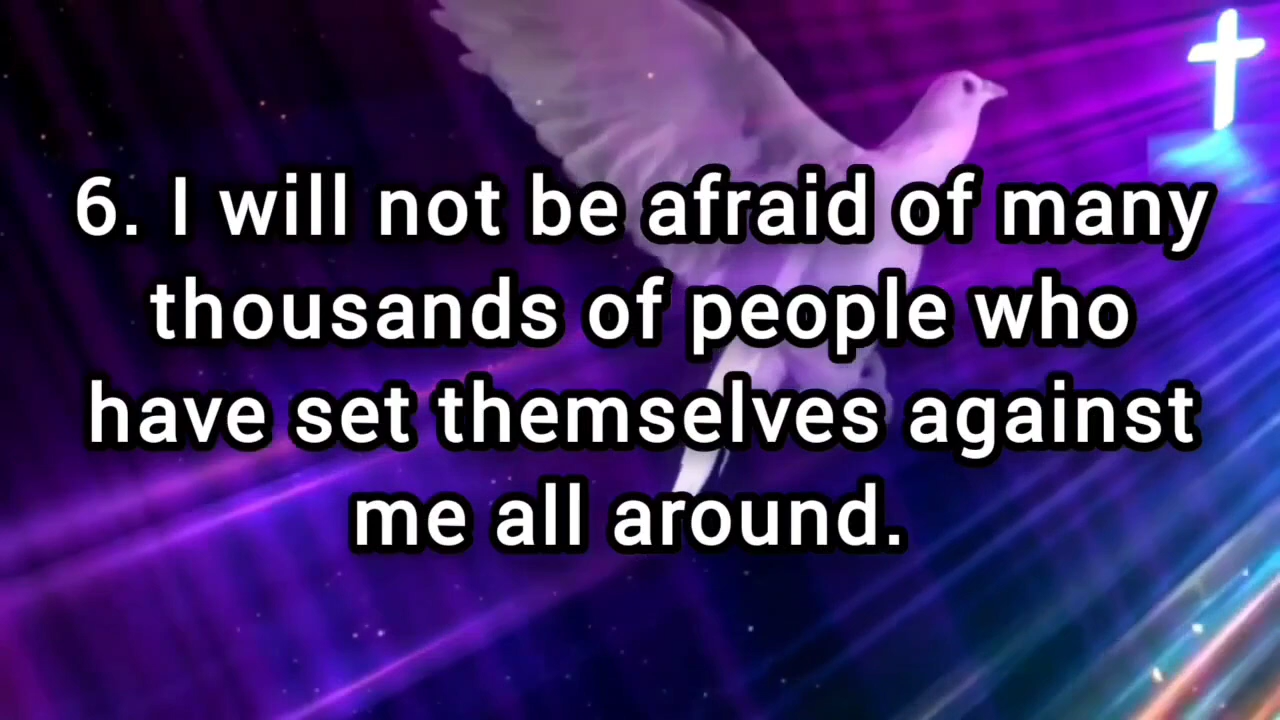 6. I will not be afraid of many
thousands of people who
have set themselves against
me all around.